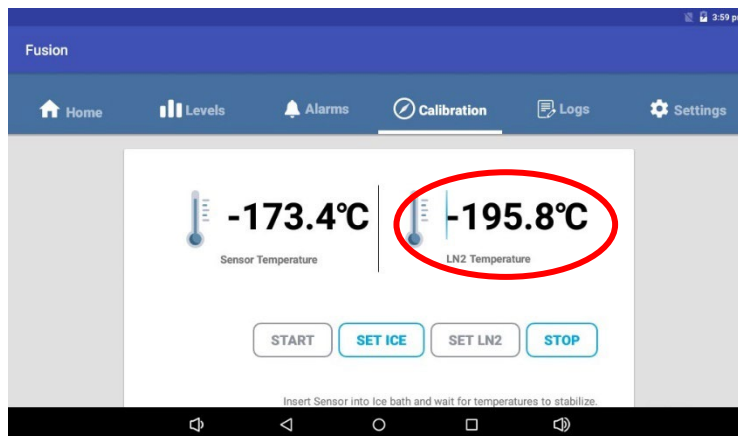 3:59 p
Fusion
Home Levels Alarms Calibration Logs Settings
-173.4°C -195.8°C
Sensor Temperature LN2 Temperature
START SET ICE SET LN2 STOP
Insert Sensor into Ice bath and wait for temperatures to stabilize.